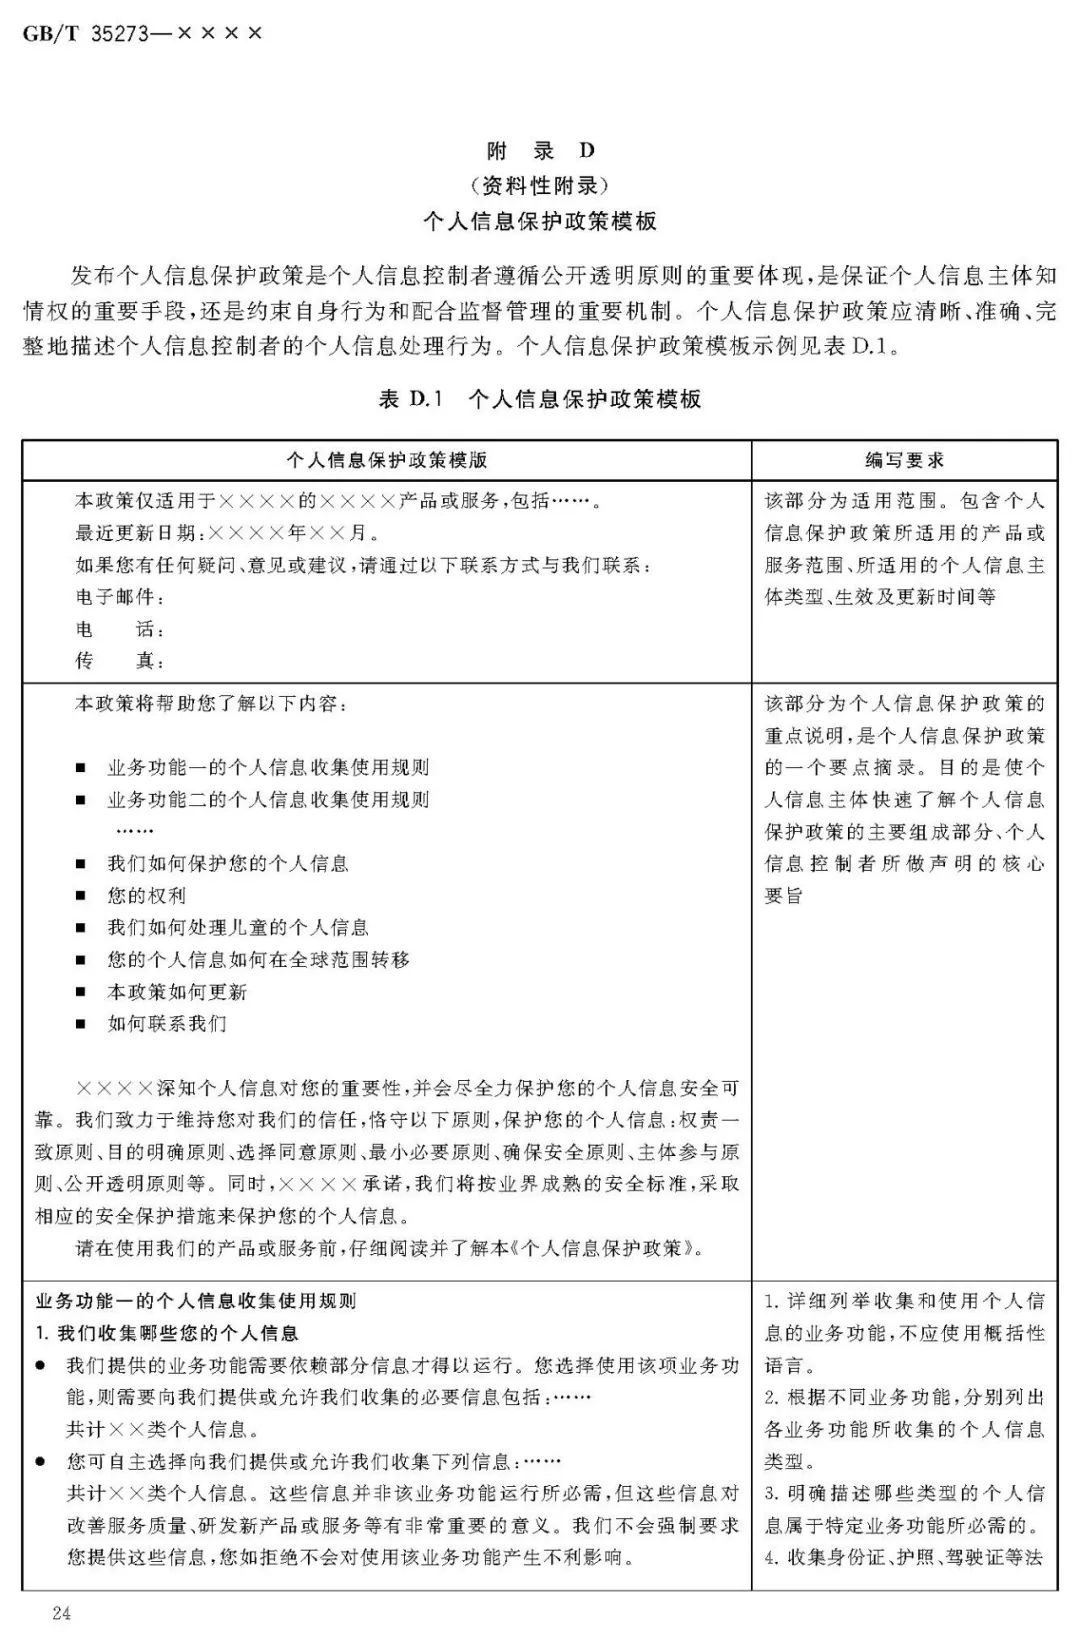 GB/T 35273—××××
附 录 D
(资料性附录)
个人信息保护政策模板
发布个人信息保护政策是个人信息控制者遵循公开透明原则的重要体现,是保证个人信息主体知
情权的重要手段,还是约束自身行为和配合监督管理的重要机制。个人信息保护政策应清晰、准确、完
整地描述个人信息控制者的个人信息处理行为。个人信息保护政策模板示例见表 D.1。
表 D.1 个人信息保护政策模板
个人信息保护政策模版
编写要求
本政策仅适用于××××的××××产品或服务,包括……。
最近更新日期:××××年××月。
如果您有任何疑问、意见或建议,请通过以下联系方式与我们联系:
电子邮件:
电 话:
传 真:
该部分为适用范围。包含个人
信息保护政策所适用的产品或
服务范围、所适用的个人信息主
体类型、生效及更新时间等
本政策将帮助您了解以下内容:
■ 业务功能一的个人信息收集使用规则
■ 业务功能二的个人信息收集使用规则
……
■ 我们如何保护您的个人信息
■ 您的权利
■ 我们如何处理儿童的个人信息
■ 您的个人信息如何在全球范围转移
■ 本政策如何更新
■ 如何联系我们
××××深知个人信息对您的重要性,并会尽全力保护您的个人信息安全可
靠。我们致力于维持您对我们的信任,恪守以下原则,保护您的个人信息:权责一
致原则、目的明确原则、选择同意原则、最小必要原则、确保安全原则、主体参与原
则、公开透明原则等。同时,××××承诺,我们将按业界成熟的安全标准,采取
相应的安全保护措施来保护您的个人信息。
请在使用我们的产品或服务前,仔细阅读并了解本《个人信息保护政策》。
该部分为个人信息保护政策的
重点说明,是个人信息保护政策
的一个要点摘录。目的是使个
人信息主体快速了解个人信息
保护政策的主要组成部分、个人
信息控制者所做声明的核心
要旨
业务功能一的个人信息收集使用规则
1. 我们收集哪些您的个人信息
● 我们提供的业务功能需要依赖部分信息才得以运行。您选择使用该项业务功
能,则需要向我们提供或允许我们收集的必要信息包括:……
共计××类个人信息。
● 您可自主选择向我们提供或允许我们收集下列信息:……
共计××类个人信息。这些信息并非该业务功能运行所必需,但这些信息对
改善服务质量、研发新产品或服务等有非常重要的意义。我们不会强制要求
您提供这些信息,您如拒绝不会对使用该业务功能产生不利影响。
1. 详细列举收集和使用个人信
息的业务功能,不应使用概括性
语言。
2. 根据不同业务功能,分别列出
各业务功能所收集的个人信息
类型。
3. 明确描述哪些类型的个人信
息属于特定业务功能所必需的。
4. 收集身份证、护照、驾驶证等法
24